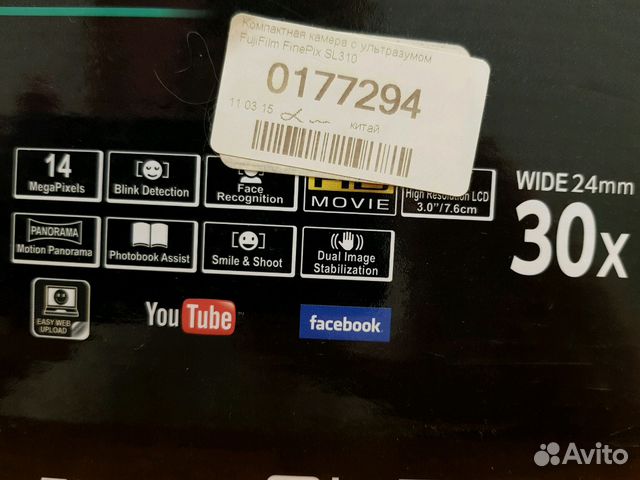 Компактная камера с ультразумом
FujiFilm FinePix SL310
0177294
11 03 15
китай
14
MegaPixels
Blink Detection
Face
Recognition
MOVIE
High Resolution LCD
3.0"/7.6cm
WIDE 24mm
30x
PANORAMA
Motion Panorama
Photobook Assist
Smile & Shoot
Dual Image
Stabilization
EASY WEB
UPLOAD
YouTube
facebook
Avito